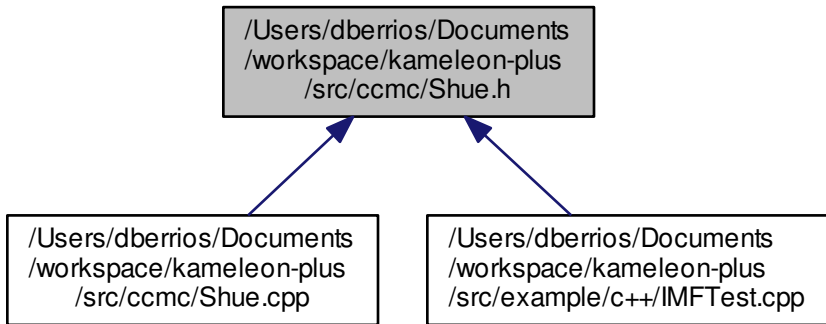 /Users/dberrios/Documents
/workspace/kameleon-plus
/src/ccmc/Shue.h
/Users/dberrios/Documents
/workspace/kameleon-plus
/src/ccmc/Shue.cpp
/Users/dberrios/Documents
/workspace/kameleon-plus
/src/example/c++/IMFTest.cpp